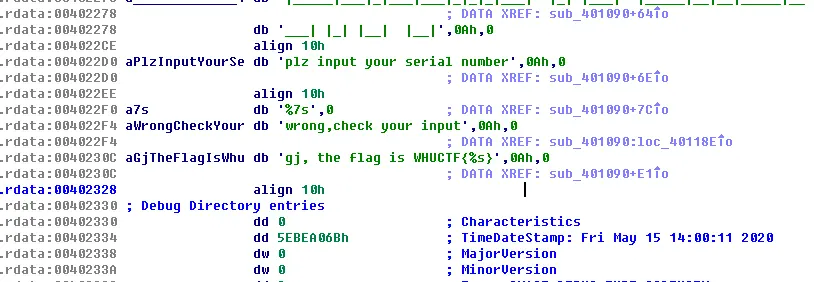 .rdata:00402278 ; DATA XREF: sub_401090+64↑o
.rdata:00402278 db '___| |_| |__| |__|',0Ah,0
.rdata:004022CE align 10h
.rdata:004022D0 aPlzInputYourSe db 'plz input your serial number',0Ah,0
.rdata:004022D0 ; DATA XREF: sub_401090+6E↑o
.rdata:004022EE align 10h
.rdata:004022F0 a7s db '%7s',0 ; DATA XREF: sub_401090+7C↑o
.rdata:004022F4 aWrongCheckYour db 'wrong,check your input',0Ah,0
.rdata:004022F4 ; DATA XREF: sub_401090:loc_40118E↑o
.rdata:0040230C aGjTheFlagIsWhu db 'gj, the flag is WHUCTF{%s}',0Ah,0
.rdata:0040230C ; DATA XREF: sub_401090+E1↑o
.rdata:00402328 align 10h
.rdata:00402330 ; Debug Directory entries
.rdata:00402330 dd 0 ; Characteristics
.rdata:00402334 dd 5EBEA06Bh ; TimeDateStamp: Fri May 15 14:00:11 2020
.rdata:00402338 dw 0 ; MajorVersion
.rdata:0040233A dw 0 ; MinorVersion